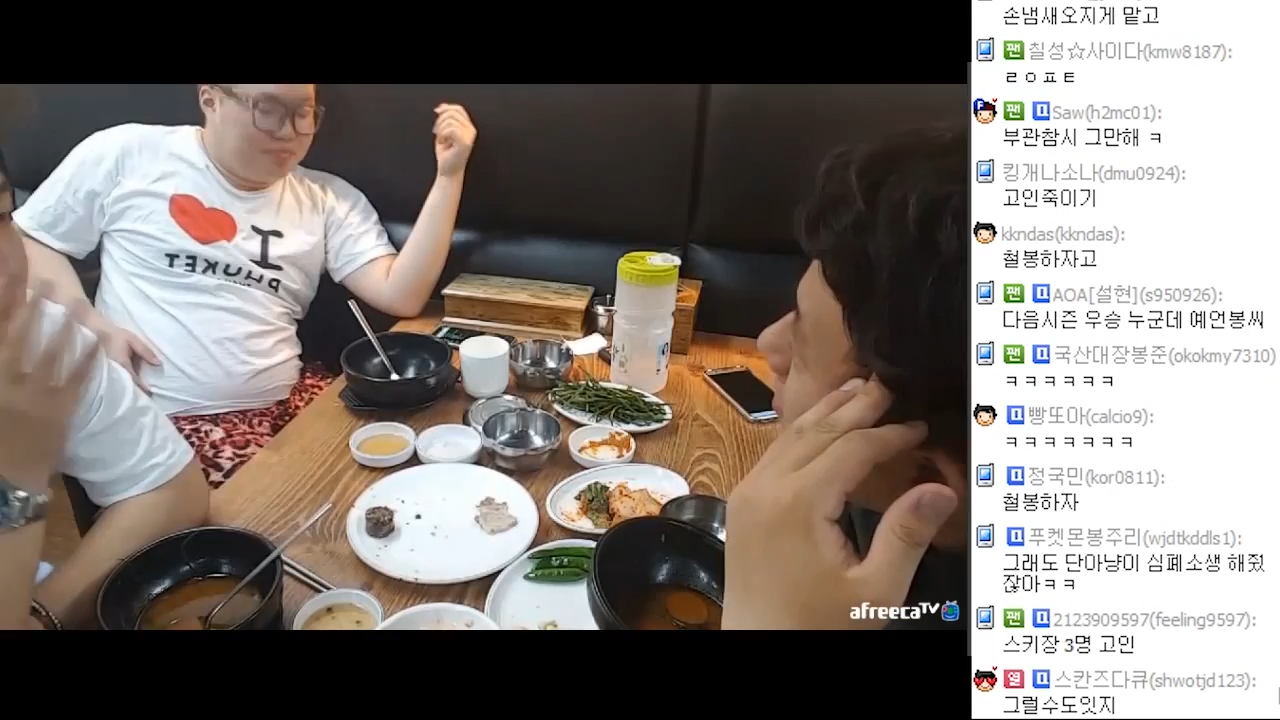 손냄새오지게 맡고
팬 칠성☆사이다(kmw8187):
ㄹㅇㅍㅌ
팬 Saw(h2mc01):
부관참시 그만해 ㅋ
킹개나소나(dmu0924):
고인죽이기
kkndas(kkndas):
철봉하자고
팬 AOA[설현](s950926):
다음시즌 우승 누군데 예언봉씨
팬 국산대장봉준(okokmy7310)
ㅋㅋㅋㅋㅋㅋ
빵또아(calcio9):
ㅋㅋㅋㅋㅋㅋㅋ
정국민(kor0811):
철봉하자
푸켓몬봉주리(wjdtkddls1):
그래도 단아냥이 심폐소생 해줬
잖아ㅋㅋ
팬 2123909597(feeling9597):
스키장 3명 고인
열 스칸즈다큐(shwotjd123):
그럴수도잇지
I
PHUKET
afreecaTV